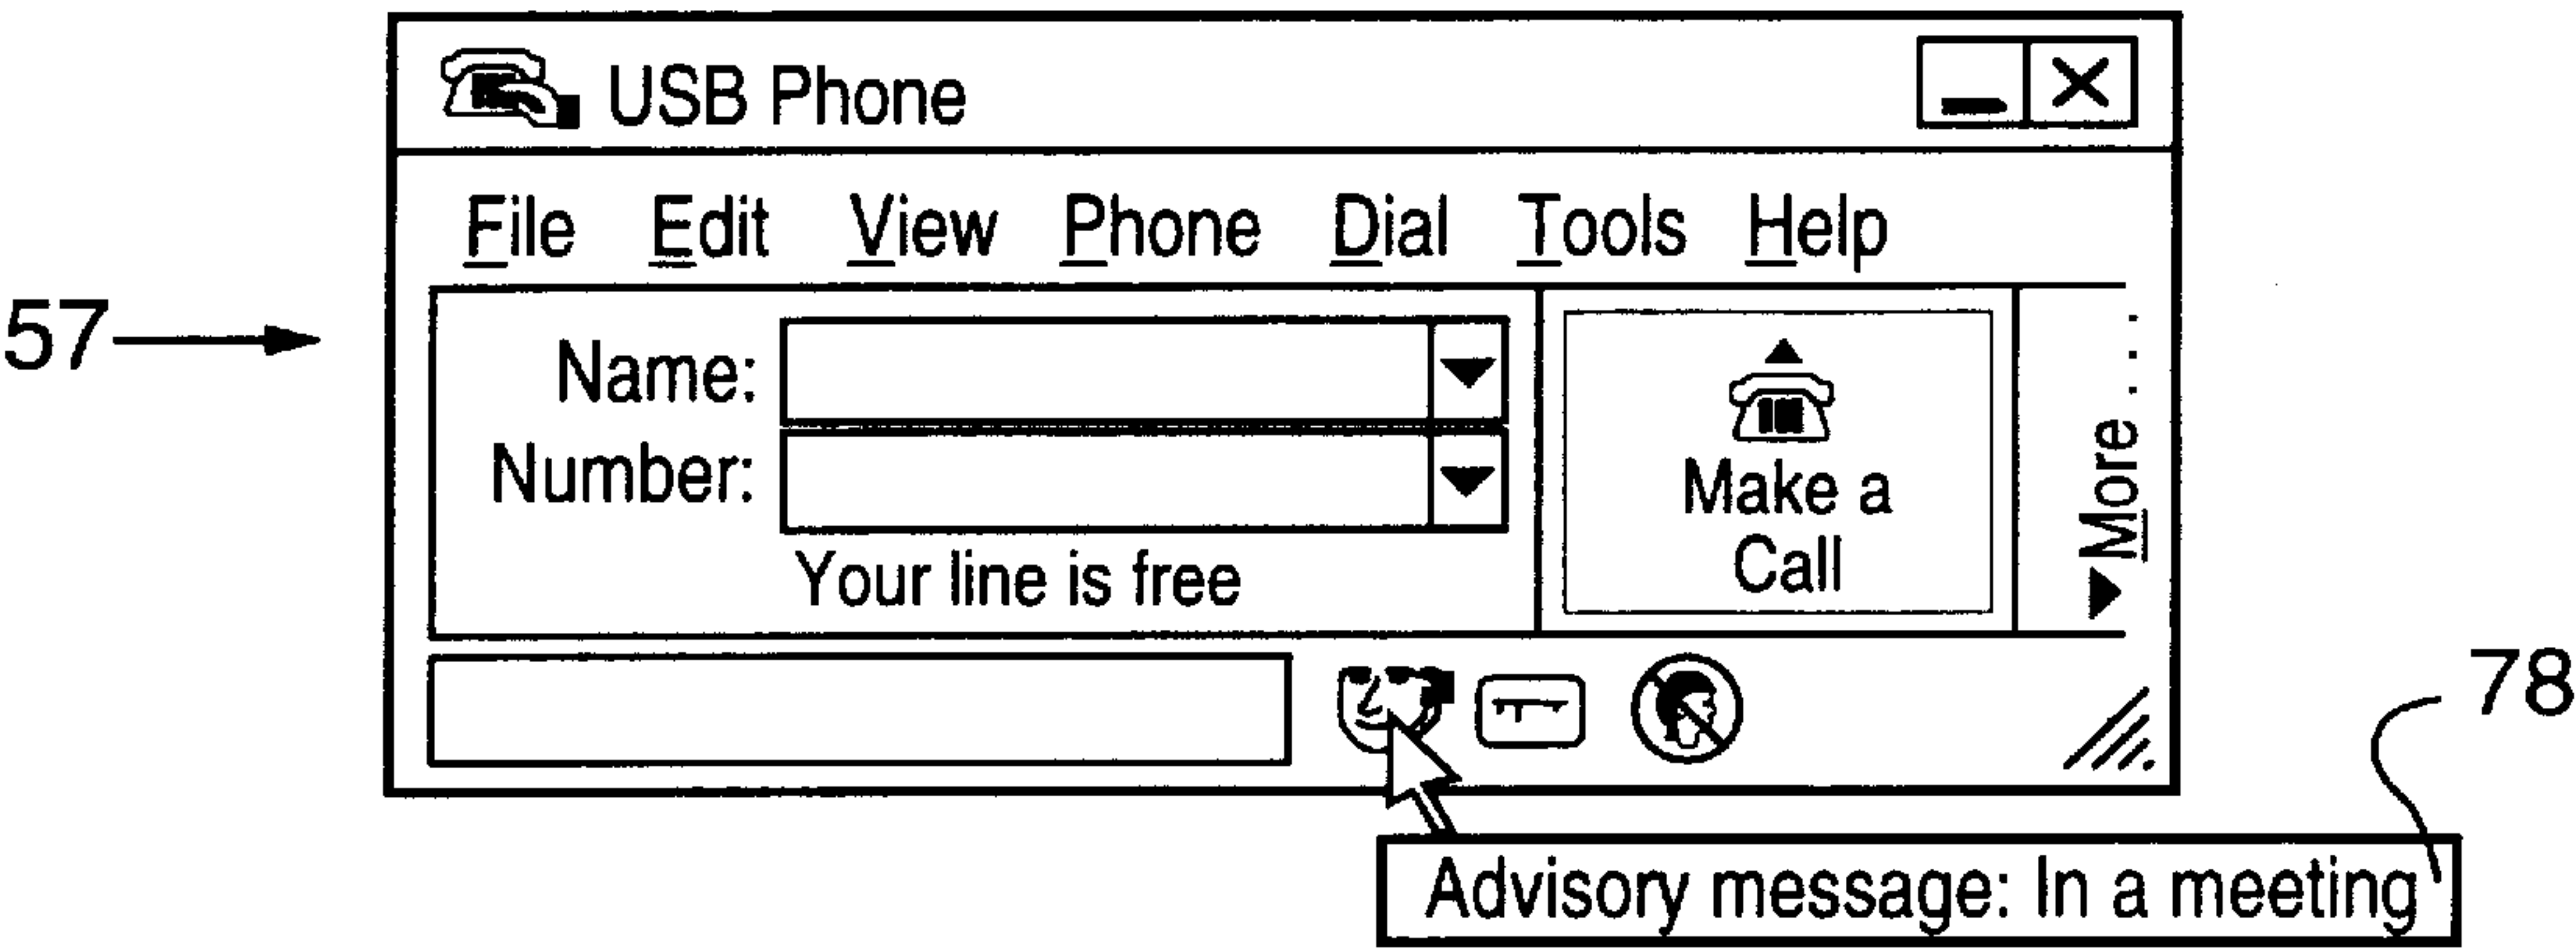 USB Phone
File Edit View Phone Dial Tools Help
57
Name:
Number:
Your line is free
Make a
Call
More ...
78
Advisory message: In a meeting